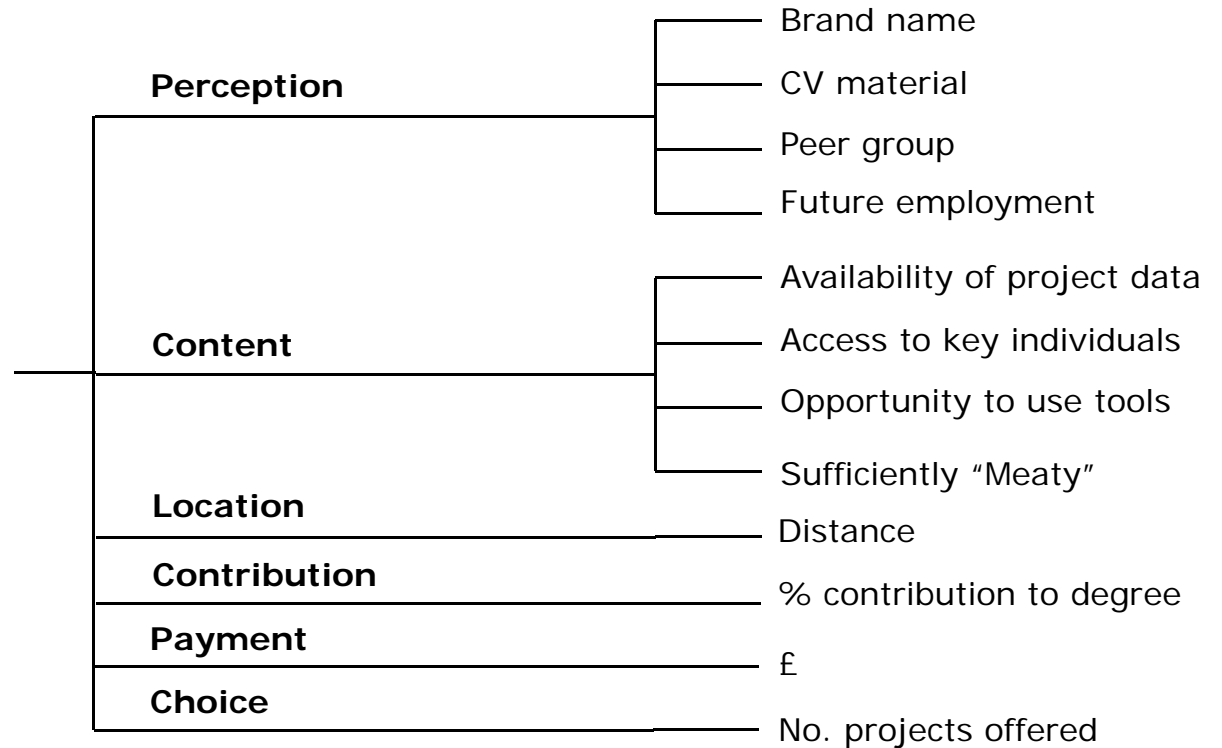 Perception
Brand name
CV material
Peer group
Future employment
Content
Availability of project data
Access to key individuals
Opportunity to use tools
Sufficiently “Meaty”
Location
Distance
Contribution
% contribution to degree
Payment
£
Choice
No. projects offered